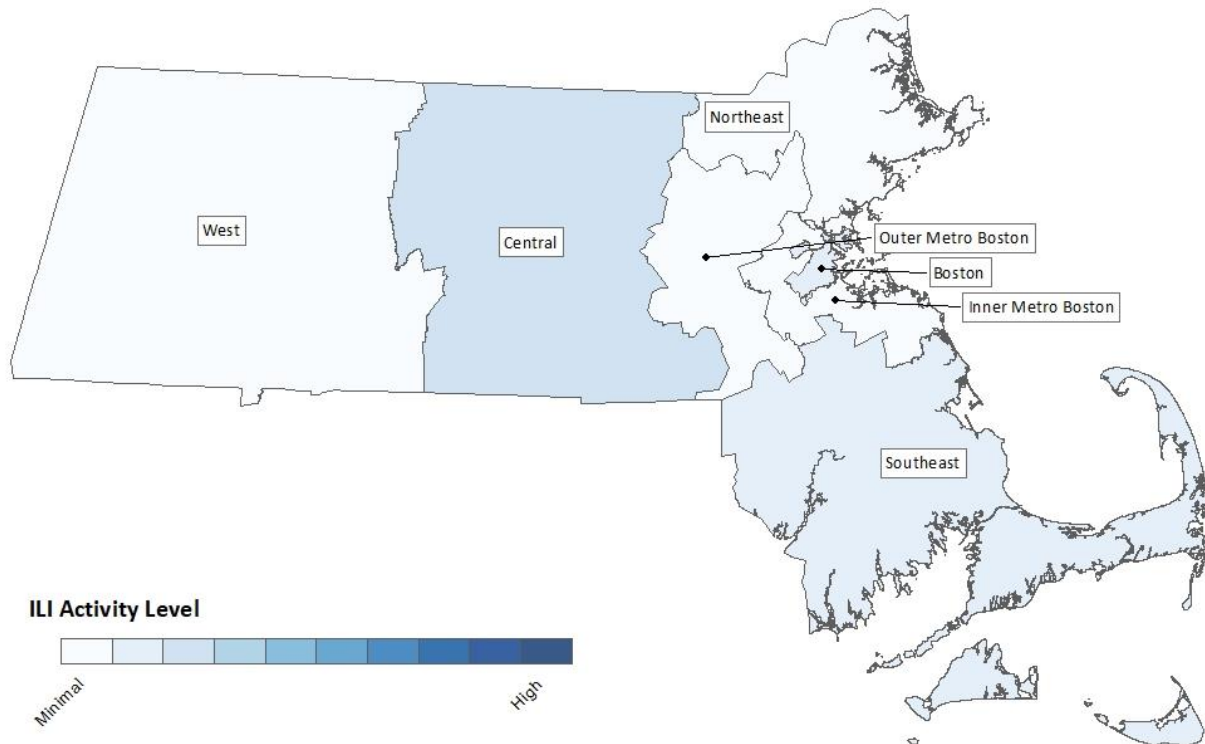 Northeast
West
Central
Outer Metro Boston
Boston
Inner Metro Boston
Southeast
ILI Activity Level
Minimal
High